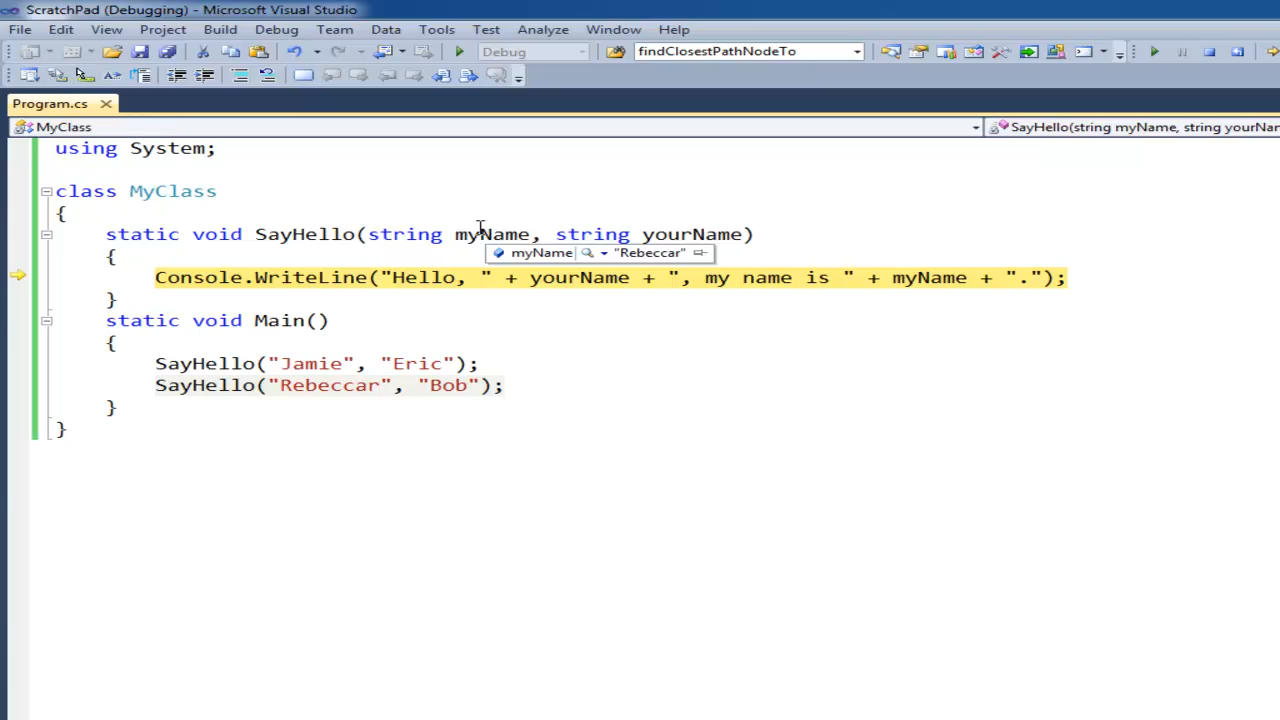 ScratchPad (Debugging) - Microsoft Visual Studio
File Edit View Project Build Debug Team Data Tools Test Analyze Window Help
Debug findClosestPathNodeTo
Program.cs
MyClass SayHello(string myName, string yourNam
using System;
class MyClass
{
static void SayHello(string myName, string yourName)
myName "Rebeccar"
{
Console.WriteLine("Hello, " + yourName + ", my name is " + myName + ".");
}
static void Main()
{
SayHello("Jamie", "Eric");
SayHello("Rebeccar", "Bob");
}
}